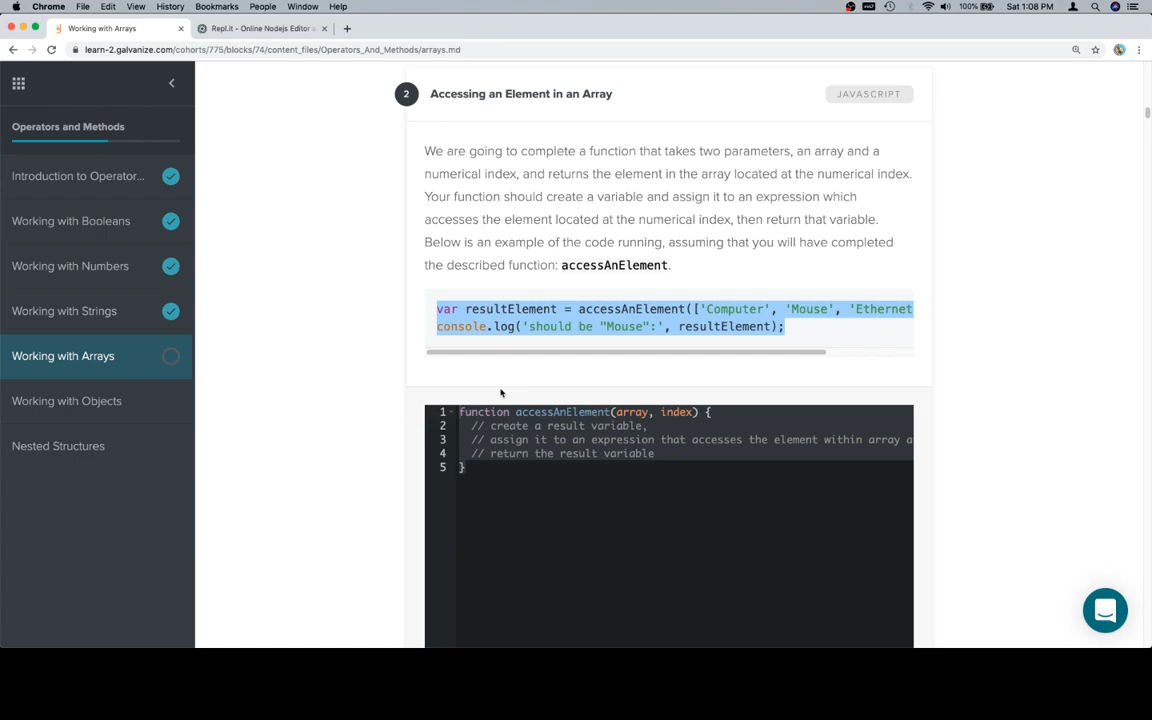 Chrome File Edit View History Bookmarks People Window Help 100% Sat 1:08 PM
Working with Arrays × Repl.it - Online Nodejs Editor a × +
learn-2.galvanize.com/cohorts/775/blocks/74/content_files/Operators_And_Methods/arrays.md
Operators and Methods
Introduction to Operator...
Working with Booleans
Working with Numbers
Working with Strings
Working with Arrays
Working with Objects
Nested Structures
2 Accessing an Element in an Array JAVASCRIPT
We are going to complete a function that takes two parameters, an array and a
numerical index, and returns the element in the array located at the numerical index.
Your function should create a variable and assign it to an expression which
accesses the element located at the numerical index, then return that variable.
Below is an example of the code running, assuming that you will have completed
the described function: accessAnElement.
var resultElement = accessAnElement(['Computer', 'Mouse', 'Ethernet
console.log('should be "Mouse":', resultElement);
1 function accessAnElement(array, index) {
2 // create a result variable,
3 // assign it to an expression that accesses the element within array a
4 // return the result variable
5 }